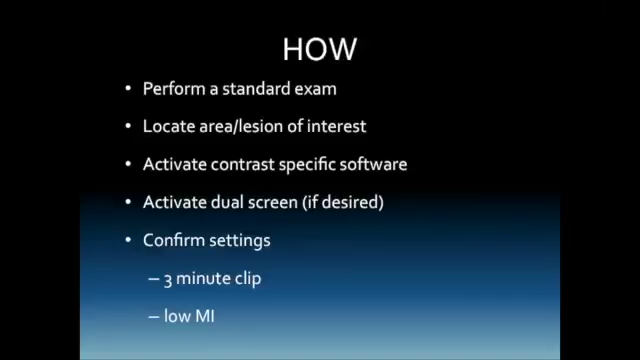 HOW
• Perform a standard exam
• Locate area/lesion of interest
• Activate contrast specific software
• Activate dual screen (if desired)
• Confirm settings
– 3 minute clip
– low MI